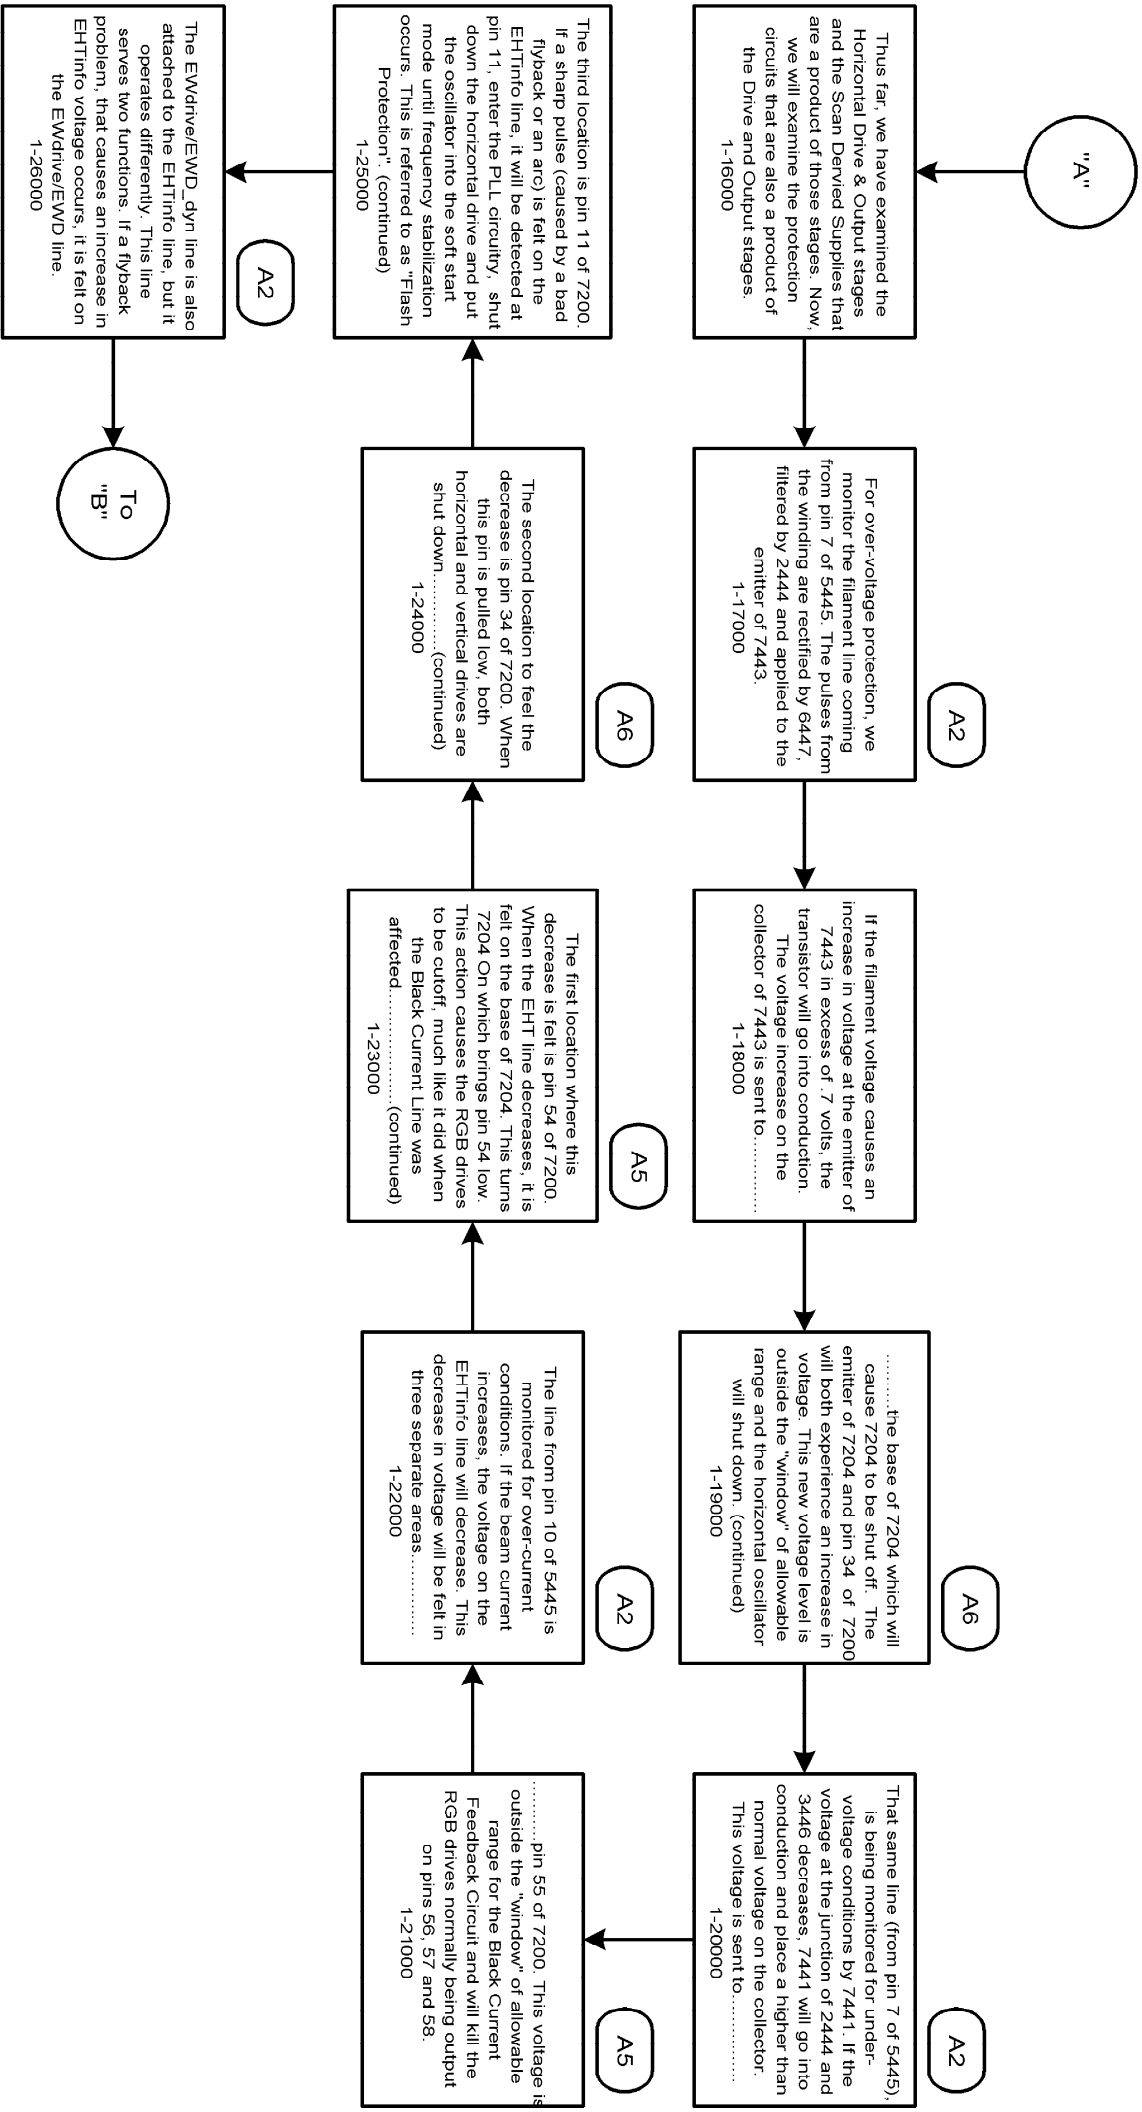 "A"
Thus far, we have examined the
Horizontal Drive & Output stages
and the Scan Dervied Supplies that
are a product of those stages. Now,
we will examine the protection
circuits that are also a product of
the Drive and Output stages.
1-16000
A2
For over-voltage protection, we
monitor the filament line coming
from pin 7 of 5445. The pulses from
the winding are rectified by 6447,
filtered by 2444 and applied to the
emitter of 7443.
1-17000
If the filament voltage causes an
increase in voltage at the emitter of
7443 in excess of .7 volts, the
transistor will go into conduction.
The voltage increase on the
collector of 7443 is sent to.............
1-18000
A6
..........the base of 7204 which will
cause 7204 to be shut off. The
emitter of 7204 and pin 34 of 7200
will both experience an increase in
voltage. This new voltage level is
outside the "window" of allowable
range and the horizontal oscillator
will shut down. (continued)
1-19000
A2
That same line (from pin 7 of 5445),
is being monitored for under-
voltage conditions by 7441. If the
voltage at the junction of 2444 and
3446 decreases, 7441 will go into
conduction and place a higher than
normal voltage on the collector.
This voltage is sent to..............
1-20000
A5
...........pin 55 of 7200. This voltage is
outside the "window" of allowable
range for the Black Current
Feedback Circuit and will kill the
RGB drives normally being output
on pins 56, 57 and 58.
1-21000
A2
The line from pin 10 of 5445 is
monitored for over-current
conditions. If the beam current
increases, the voltage on the
EHTinfo line will decrease. This
decrease in voltage will be felt in
three separate areas.............
1-22000
A5
The first location where this
decrease is felt is pin 54 of 7200.
When the EHT line decreases, it is
felt on the base of 7204. This turns
7204 On which brings pin 54 low.
This action causes the RGB drives
to be cutoff, much like it did when
the Black Current Line was
affected.....................(continued)
1-23000
A6
The second location to feel the
decrease is pin 34 of 7200. When
this pin is pulled low, both
horizontal and vertical drives are
shut down.............(continued)
1-24000
The third location is pin 11 of 7200.
If a sharp pulse (caused by a bad
flyback or an arc) is felt on the
EHTinfo line, it will be detected at
pin 11, enter the PLL circuitry, shut
down the horizontal drive and put
the oscillator into the soft start
mode until frequency stabilization
occurs. This is referred to as "Flash
Protection". (continued)
1-25000
A2
The EWdrive/EWD_dyn line is also
attached to the EHTinfo line, but it
operates differently. This line
serves two functions. If a flyback
problem, that causes an increase in
EHTinfo voltage occurs, it is felt on
the EWdrive/EWD line.
1-26000
To
"B"